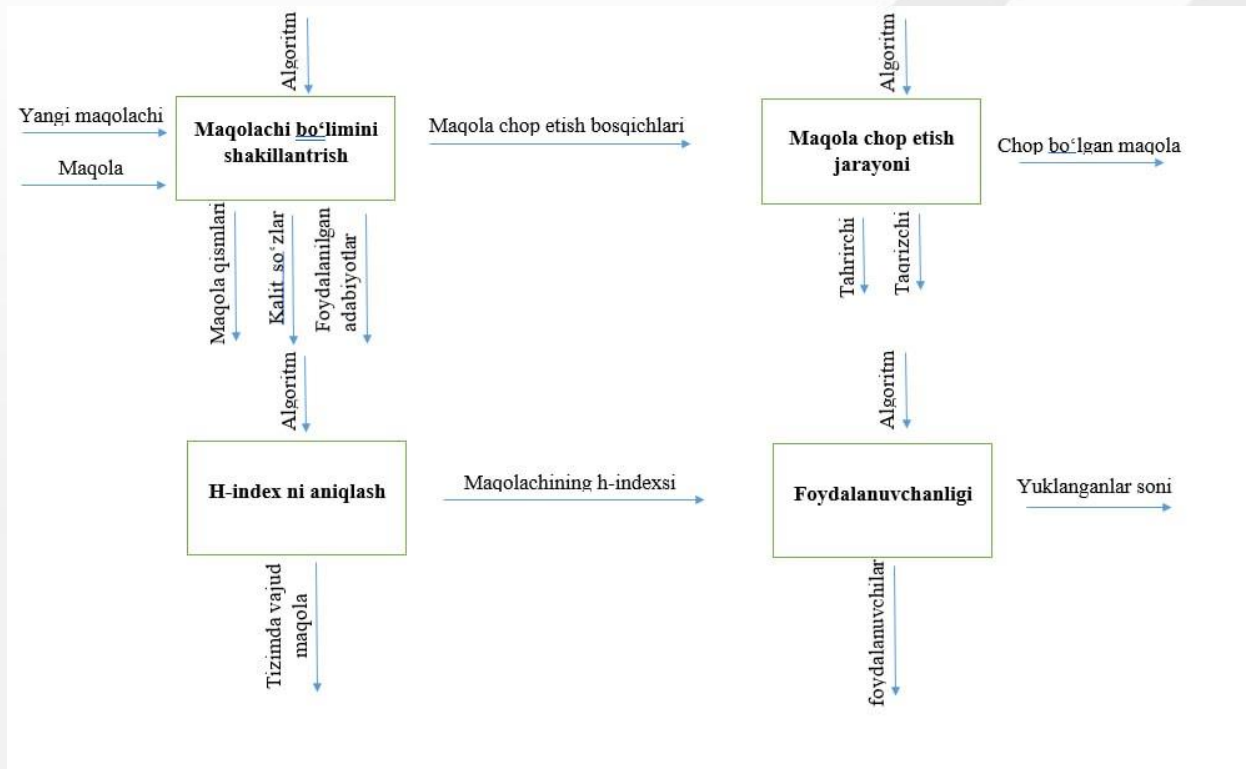 Algoritm
Yangi maqolachi
Maqola
Maqolachi bo‘limini
shakillantrish
Maqola chop etish bosqichlari
Algoritm
Maqola chop etish
jarayoni
Chop bo‘lgan maqola
Maqola qismlari
Kalit so‘zlar
Foydalanilgan
adabiyotlar
Tahrirchi
Taqrizchi
Algoritm
H-index ni aniqlash
Maqolachining h-indexsi
Algoritm
Foydalanuvchanligi
Yuklanganlar soni
Tizimda vajud
maqola
foydalanuvchilar